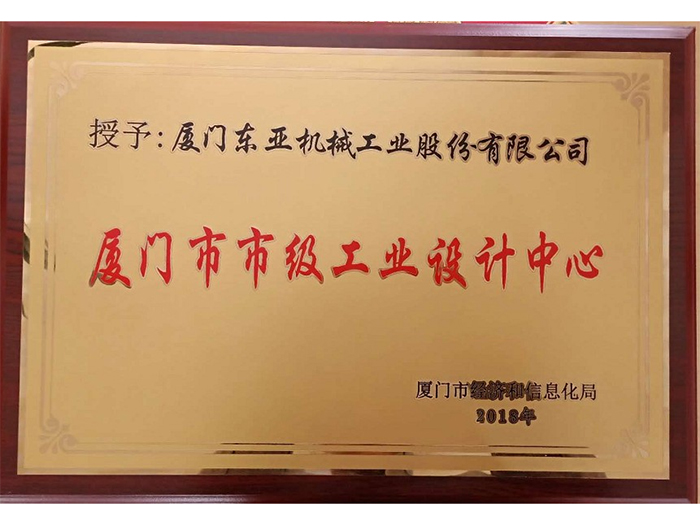 授予：厦门东亚机械工业股份有限公司
厦门市市级工业设计中心
厦门市经济和信息化局
2018年